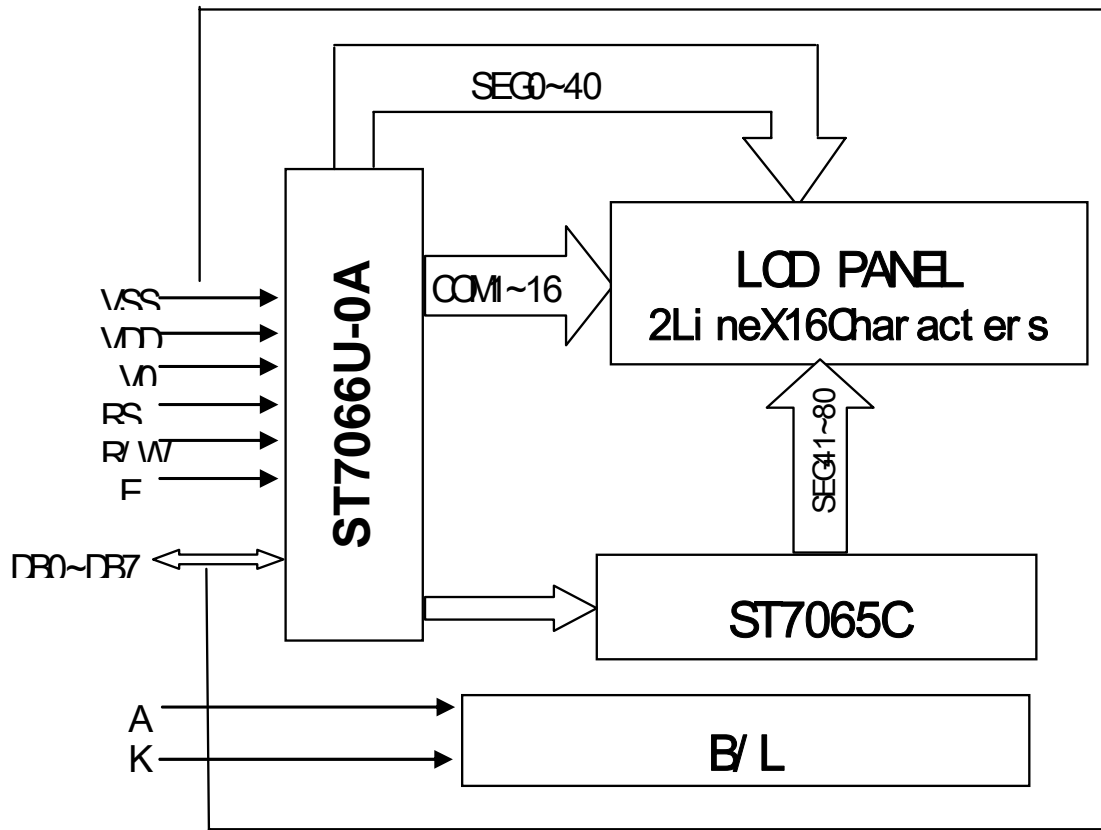 SEG0~40
LCD PANEL
2LineX16Characters
COM1~16
VSS
VDD
V0
RS
R/W
E
ST7066U-0A
SEG41~80
DB0~DB7
ST7065C
A
K
B/L